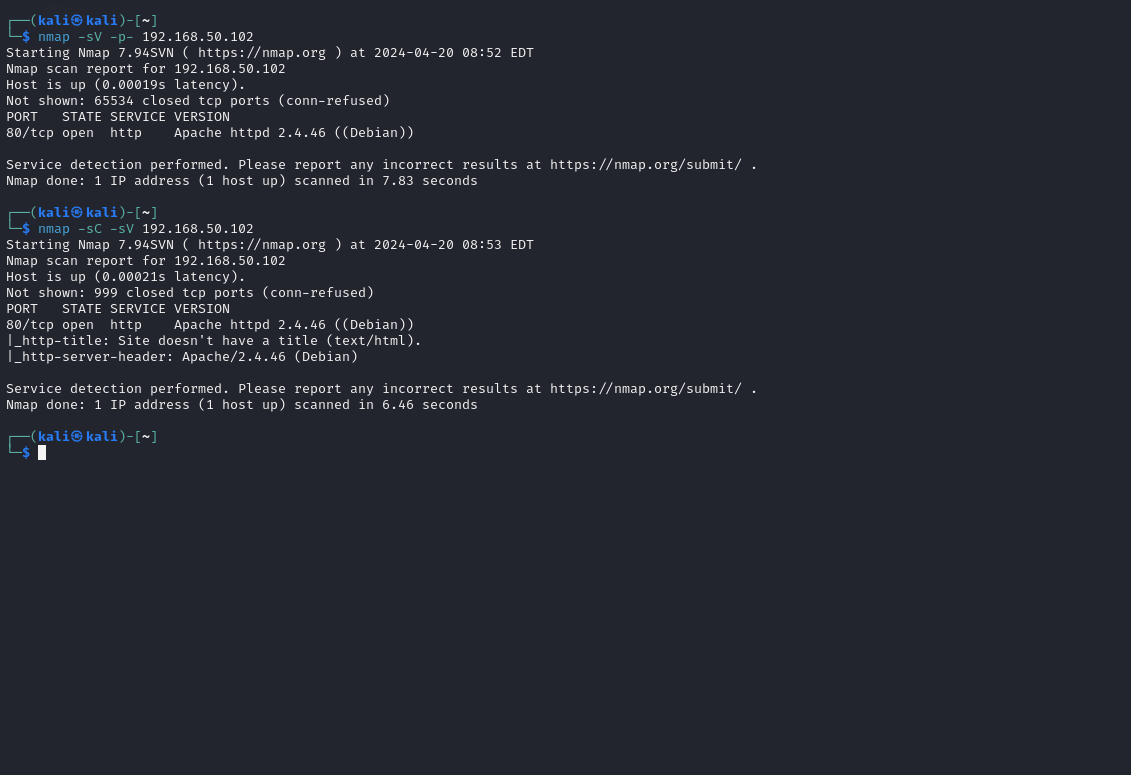 ┌──(kali㉿kali)-[~]
└─$ nmap -sV -p- 192.168.50.102
Starting Nmap 7.94SVN ( https://nmap.org ) at 2024-04-20 08:52 EDT
Nmap scan report for 192.168.50.102
Host is up (0.00019s latency).
Not shown: 65534 closed tcp ports (conn-refused)
PORT   STATE SERVICE VERSION
80/tcp open  http    Apache httpd 2.4.46 ((Debian))

Service detection performed. Please report any incorrect results at https://nmap.org/submit/ .
Nmap done: 1 IP address (1 host up) scanned in 7.83 seconds

┌──(kali㉿kali)-[~]
└─$ nmap -sC -sV 192.168.50.102
Starting Nmap 7.94SVN ( https://nmap.org ) at 2024-04-20 08:53 EDT
Nmap scan report for 192.168.50.102
Host is up (0.00021s latency).
Not shown: 999 closed tcp ports (conn-refused)
PORT   STATE SERVICE VERSION
80/tcp open  http    Apache httpd 2.4.46 ((Debian))
|_http-title: Site doesn't have a title (text/html).
|_http-server-header: Apache/2.4.46 (Debian)

Service detection performed. Please report any incorrect results at https://nmap.org/submit/ .
Nmap done: 1 IP address (1 host up) scanned in 6.46 seconds

┌──(kali㉿kali)-[~]
└─$